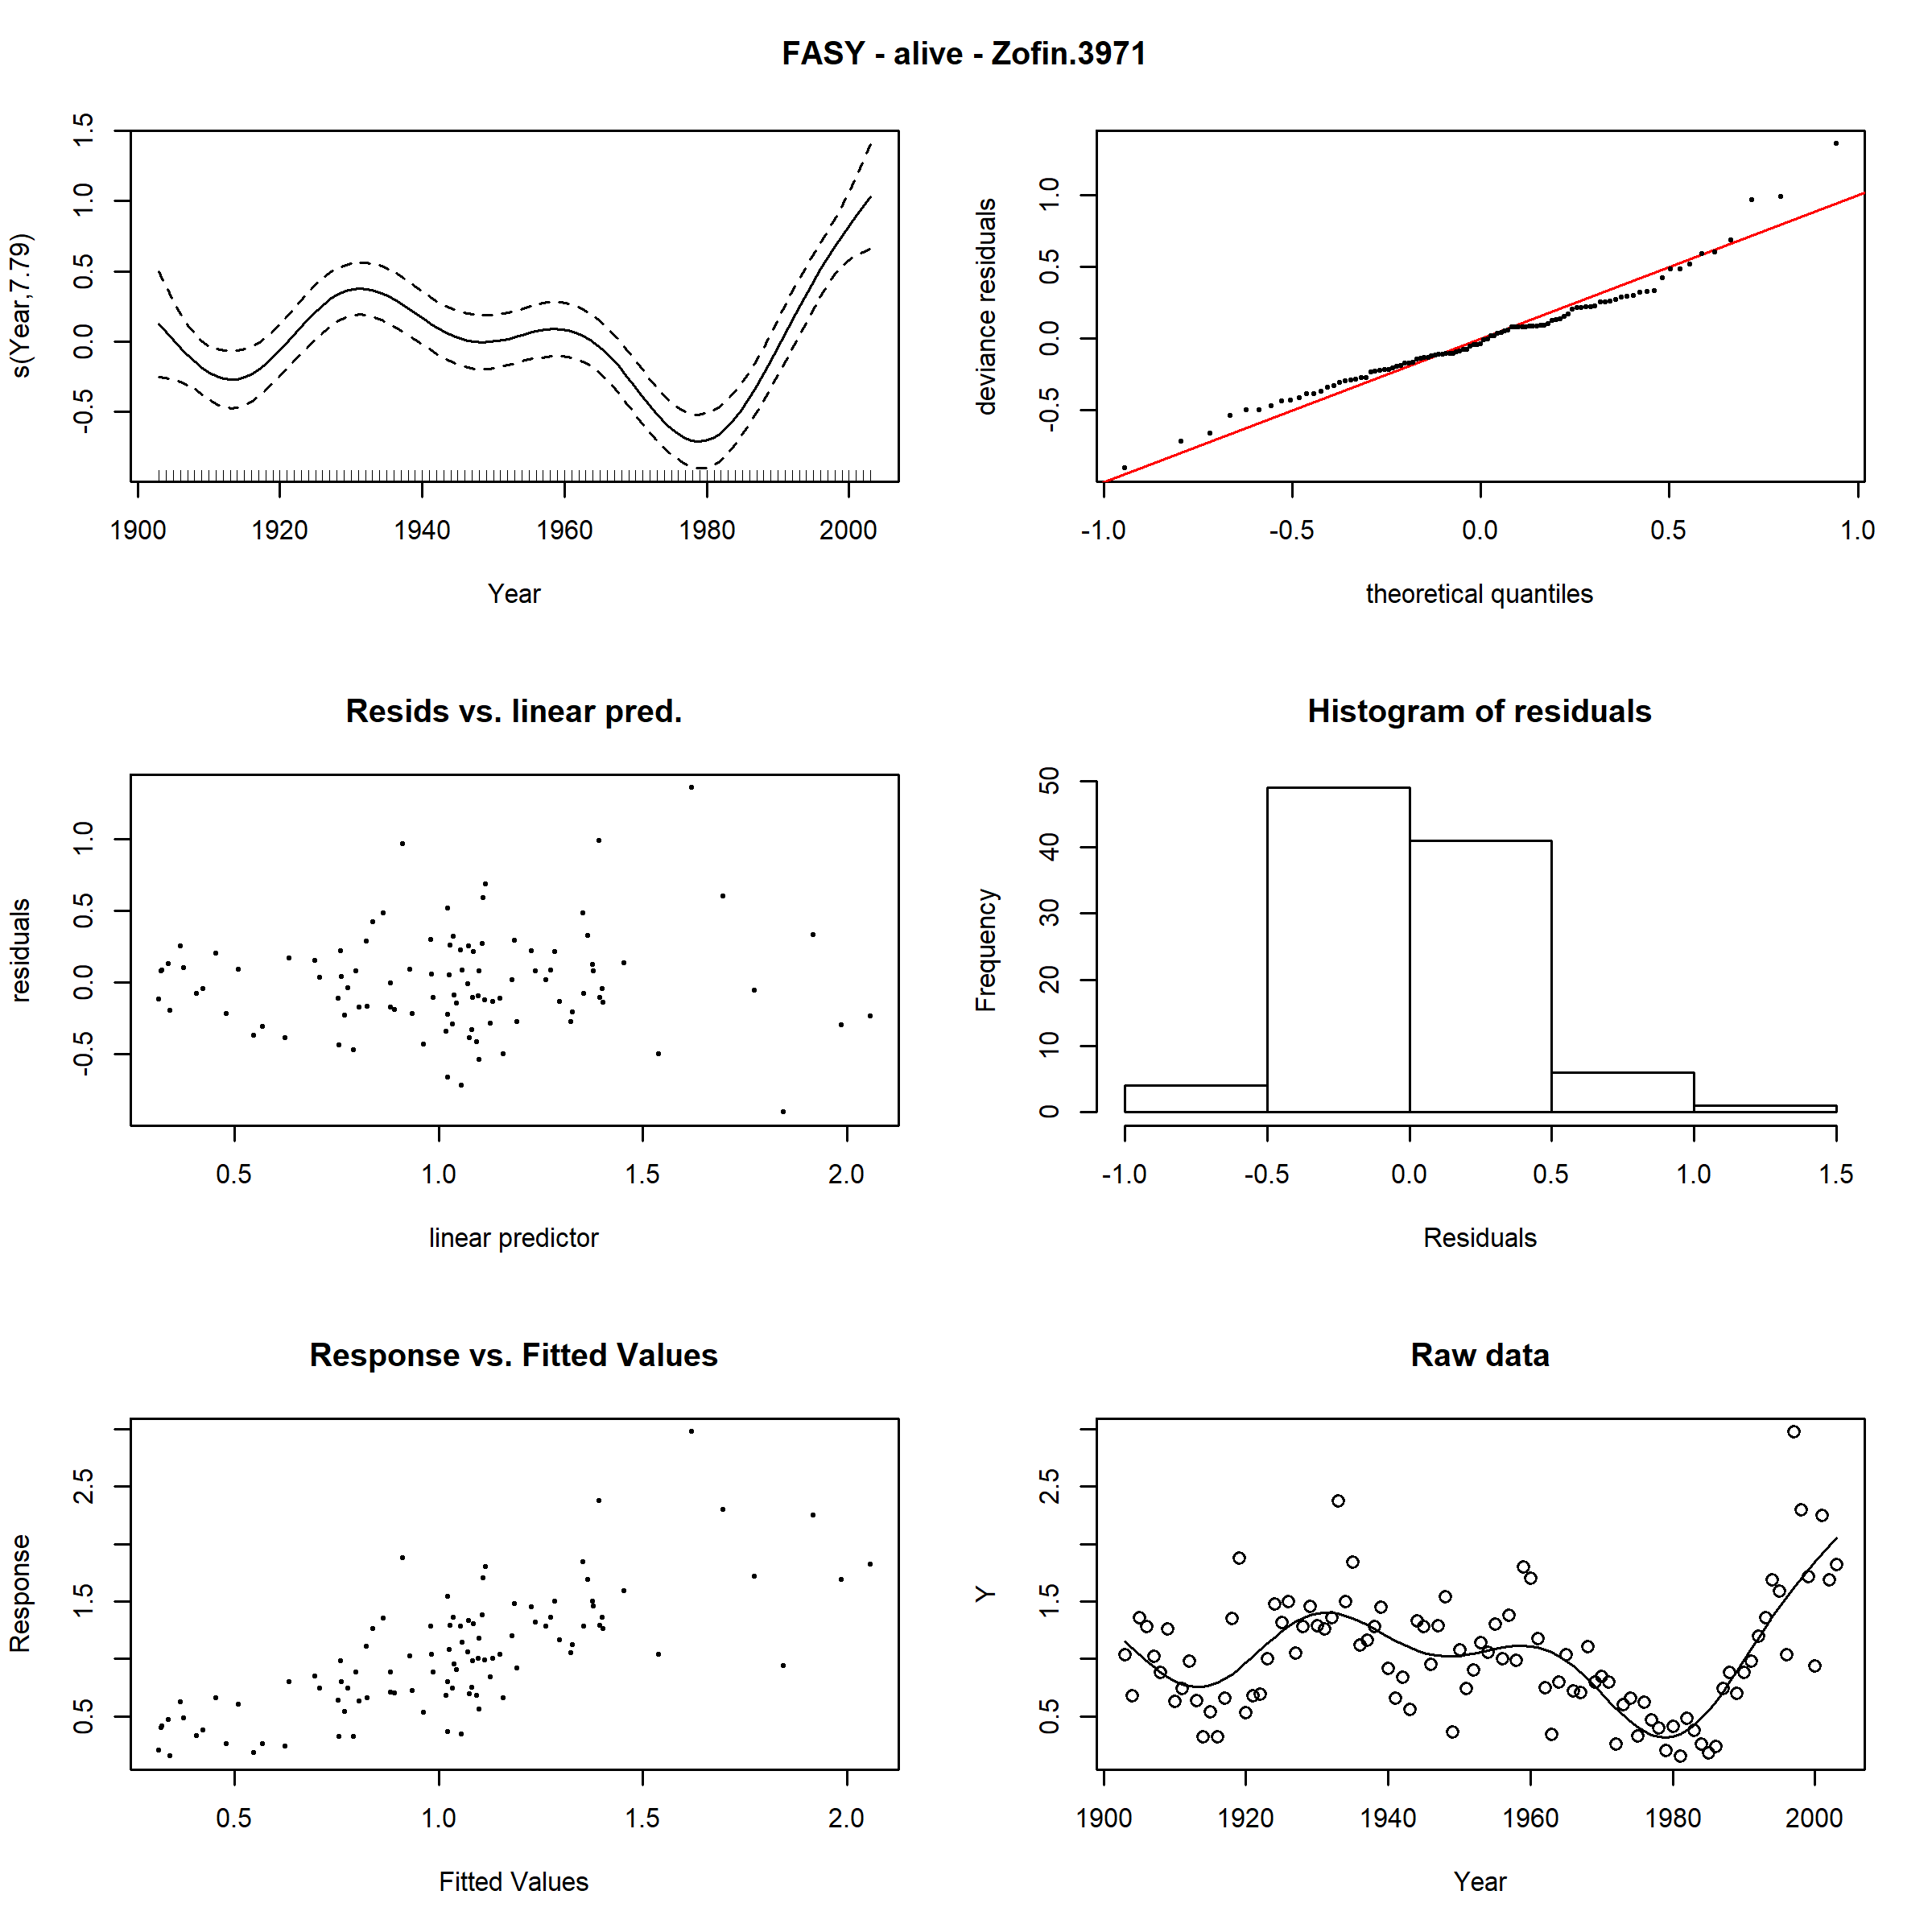 FASY - alive - Zofin.3971
s(Year,7.79)
1.5
1.0
0.5
0.0
-0.5
1900 1920 1940 1960 1980 2000
Year
deviance residuals
1.0
0.5
0.0
-0.5
-1.0 -0.5 0.0 0.5 1.0
theoretical quantiles
Resids vs. linear pred.
residuals
1.0
0.5
0.0
-0.5
0.5 1.0 1.5 2.0
linear predictor
Histogram of residuals
Frequency
50
40
30
20
10
0
-1.0 -0.5 0.0 0.5 1.0 1.5
Residuals
Response vs. Fitted Values
Response
2.5
1.5
0.5
0.5 1.0 1.5 2.0
Fitted Values
Raw data
Y
2.5
1.5
0.5
1900 1920 1940 1960 1980 2000
Year